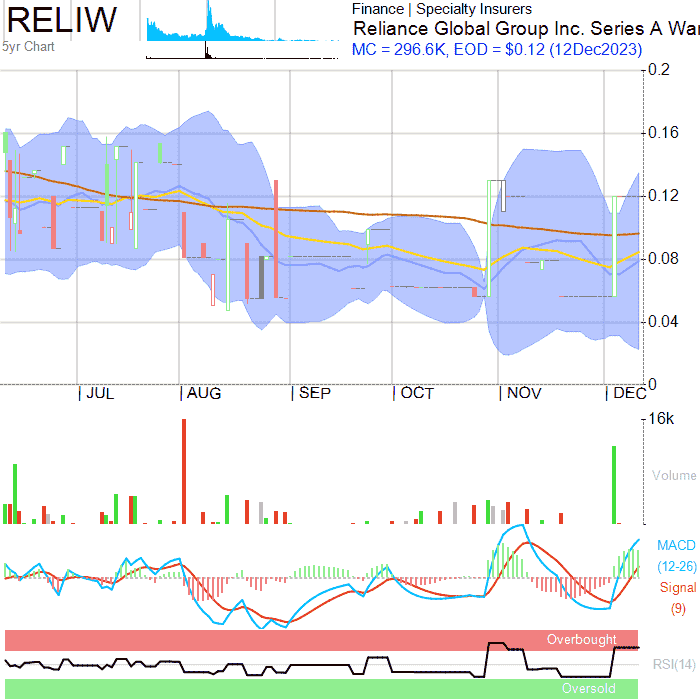 RELIW
5yr Chart
Finance | Specialty Insurers
Reliance Global Group Inc. Series A War
MC = 296.6K, EOD = $0.12 (12Dec2023)
0.2
0.16
0.12
0.08
0.04
0
JUL AUG SEP OCT NOV DEC
16k
Volume
MACD
(12-26)
Signal
(9)
Overbought
RSI(14)
Oversold